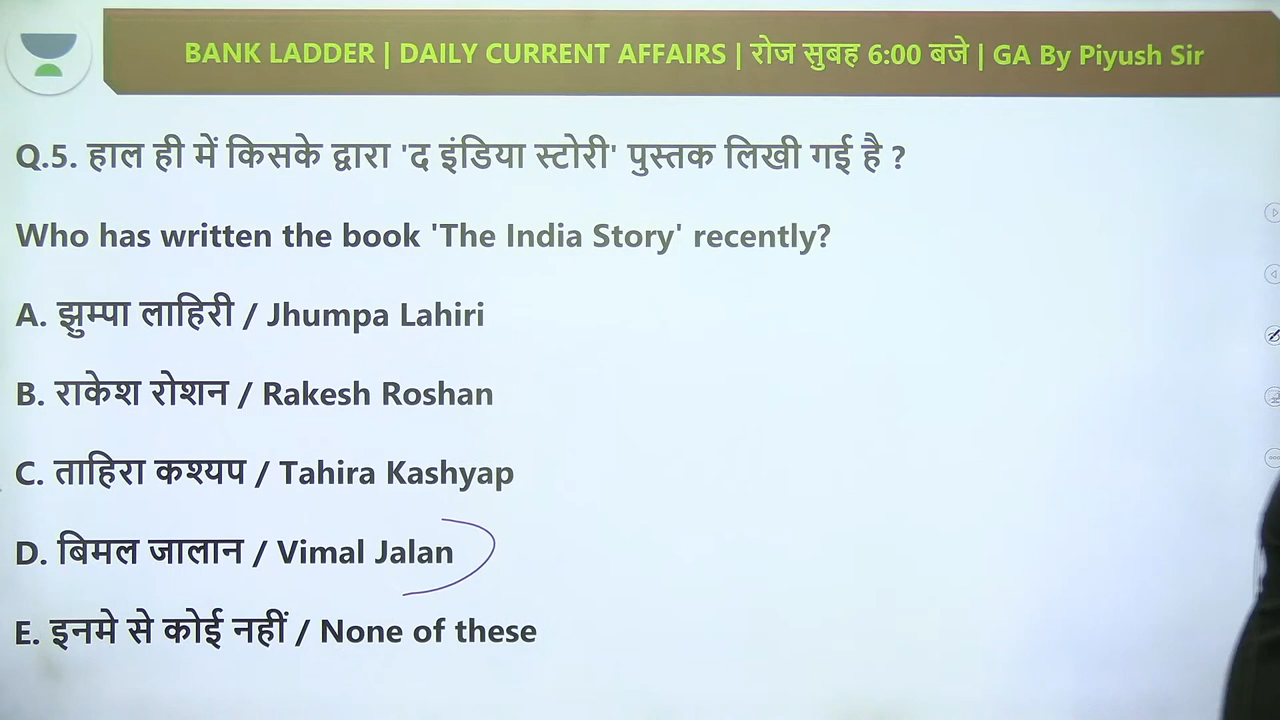 BANK LADDER | DAILY CURRENT AFFAIRS | रोज सुबह 6:00 बजे | GA By Piyush Sir
Q.5. हाल ही में किसके द्वारा 'द इंडिया स्टोरी' पुस्तक लिखी गई है ?
Who has written the book 'The India Story' recently?
A. झुम्पा लाहिरी / Jhumpa Lahiri
B. राकेश रोशन / Rakesh Roshan
C. ताहिरा कश्यप / Tahira Kashyap
D. बिमल जालान / Vimal Jalan
E. इनमे से कोई नहीं / None of these